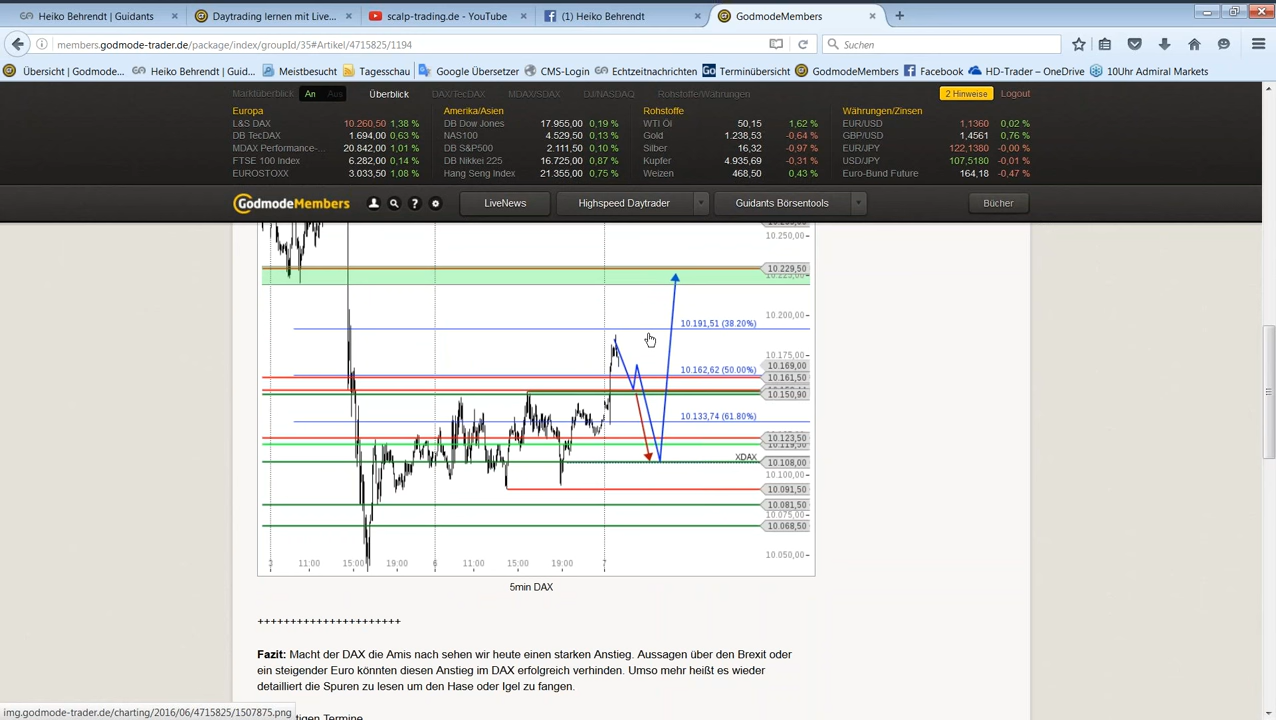 Heiko Behrendt | Guidants
Daytrading lernen mit Live...
scalp-trading.de - YouTube
(1) Heiko Behrendt
GodmodeMembers
members.godmode-trader.de/package/index/groupId/35#Artikel/4715825/1194
Suchen
Übersicht | Godmode...
Heiko Behrendt | Guid...
Meistbesucht
Tagesschau
Google Übersetzer
CMS-Login
Echtzeitnachrichten
Terminübersicht
GodmodeMembers
Facebook
HD-Trader – OneDrive
10Uhr Admiral Markets
Marktüberblick An Aus Überblick DAX/TecDAX MDAX/SDAX DJ/NASDAQ Rohstoffe/Währungen 2 Hinweise Logout
Europa Amerika/Asien Rohstoffe Währungen/Zinsen
L&S DAX 10.260,50 1,38 % DB Dow Jones 17.955,00 0,19 % WTI Öl 50,15 1,62 % EUR/USD 1,1360 0,02 %
DB TecDAX 1.694,00 0,63 % NAS100 4.529,50 0,13 % Gold 1.238,53 -0,64 % GBP/USD 1,4561 0,76 %
MDAX Performance-... 20.842,00 1,01 % DB S&P500 2.111,50 0,10 % Silber 16,32 -0,97 % EUR/JPY 122,1380 -0,00 %
FTSE 100 Index 6.282,00 0,14 % DB Nikkei 225 16.725,00 0,87 % Kupfer 4.935,69 -0,31 % USD/JPY 107,5180 -0,01 %
EUROSTOXX 3.033,50 1,08 % Hang Seng Index 21.355,00 0,75 % Weizen 468,50 0,43 % Euro-Bund Future 164,18 -0,47 %
GodmodeMembers LiveNews Highspeed Daytrader Guidants Börsentools Bücher
10.250,00
10.229,50
10.200,00
10.191,51 (38.20%)
10.175,00
10.169,00
10.162,62 (50.00%)
10.161,50
10.150,90
10.133,74 (61.80%)
10.123,50
10.119,50
XDAX
10.108,00
10.100,00
10.091,50
10.081,50
10.075,00
10.068,50
10.050,00
3 11:00 15:00 19:00 6 11:00 15:00 19:00 7
5min DAX
++++++++++++++++++++++
Fazit: Macht der DAX die Amis nach sehen wir heute einen starken Anstieg. Aussagen über den Brexit oder
ein steigender Euro könnten diesen Anstieg im DAX erfolgreich verhinden. Umso mehr heißt es wieder
detailliert die Spuren zu lesen um den Hase oder Igel zu fangen.
img.godmode-trader.de/charting/2016/06/4715825/1507875.png
tigen Termine